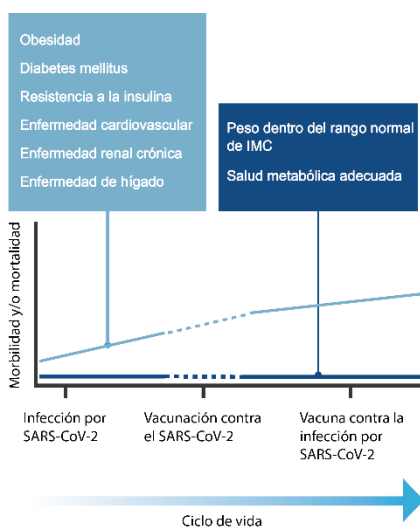 Obesidad
Diabetes mellitus
Resistencia a la insulina
Enfermedad cardiovascular
Enfermedad renal crónica
Enfermedad de hígado
Peso dentro del rango normal
de IMC
Salud metabólica adecuada
Morbilidad y/o mortalidad
Infección por
SARS-CoV-2
Vacunación contra
el SARS-CoV-2
Vacuna contra la
infección por
SARS-CoV-2
Ciclo de vida